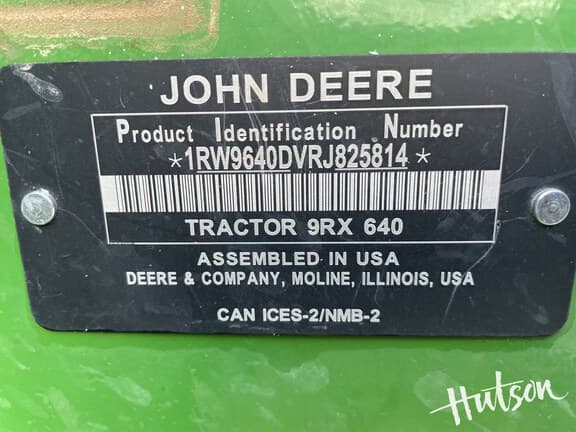 JOHN DEERE
Product Identification Number
*1RW9640DVRJ825814*
TRACTOR 9RX 640
ASSEMBLED IN USA
DEERE & COMPANY, MOLINE, ILLINOIS, USA
CAN ICES-2/NMB-2
Hutson